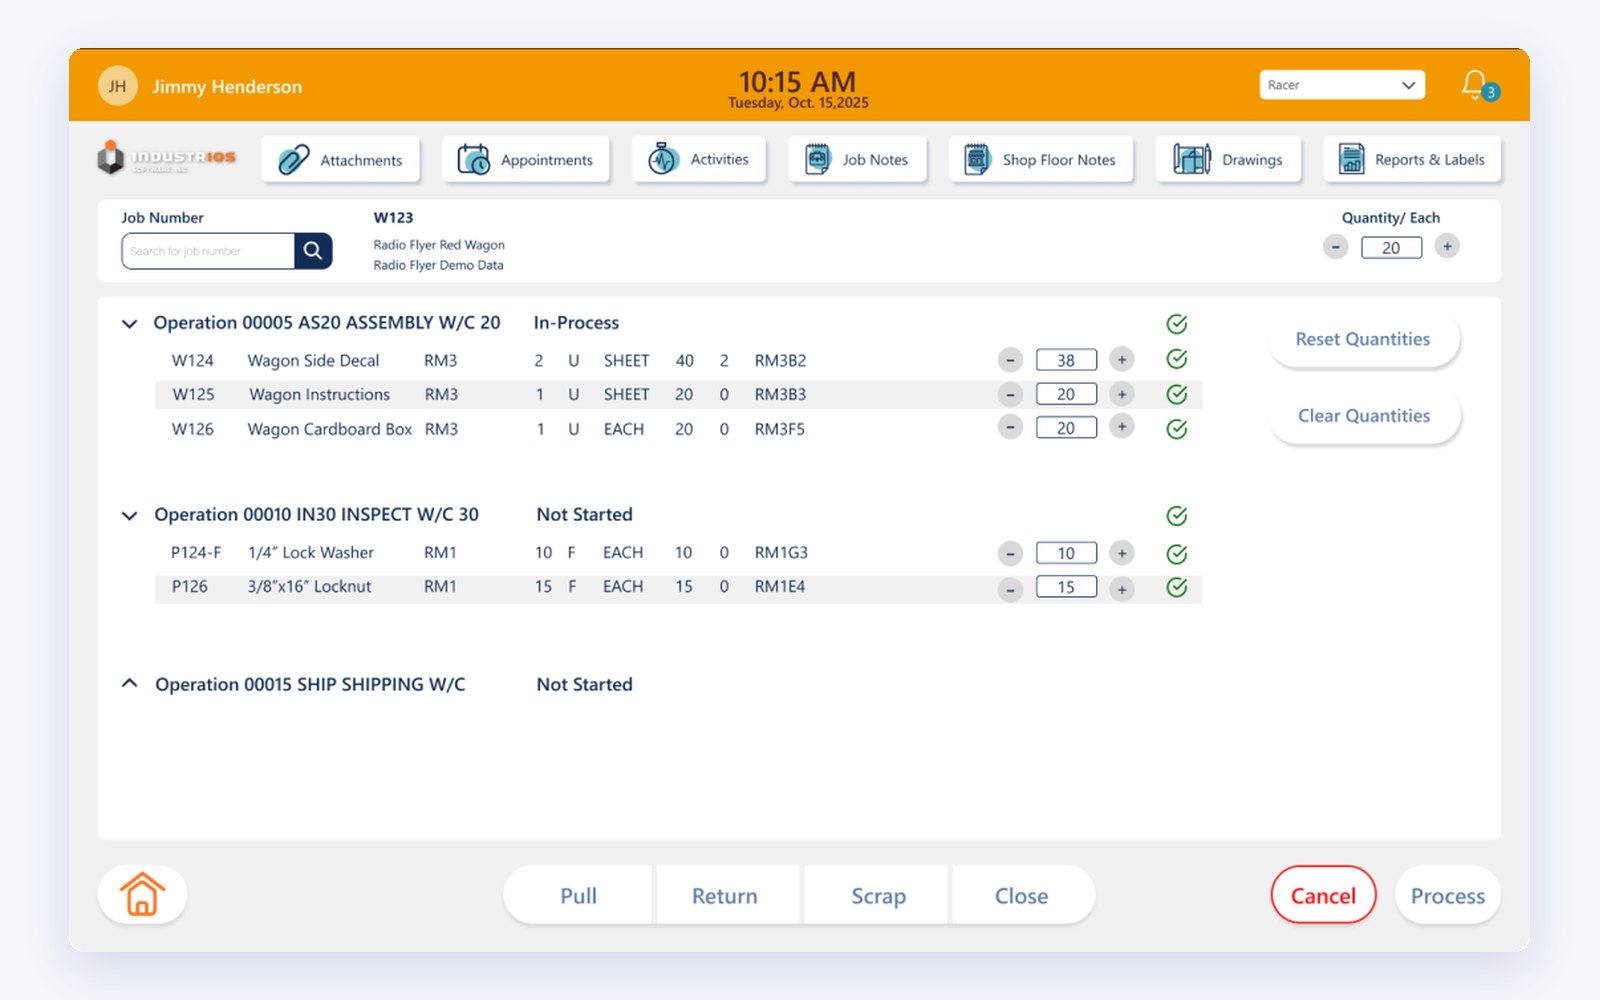 JH Jimmy Henderson
10:15 AM
Tuesday, Oct. 15,2025
Racer
3
INDUSTRIOS
SOFTWARE INC
Attachments
Appointments
Activities
Job Notes
Shop Floor Notes
Drawings
Reports & Labels
Job Number
Search for job number
W123
Radio Flyer Red Wagon
Radio Flyer Demo Data
Quantity/ Each
- 20 +
Operation 00005 AS20 ASSEMBLY W/C 20 In-Process
W124 Wagon Side Decal RM3 2 U SHEET 40 2 RM3B2 - 38 +
W125 Wagon Instructions RM3 1 U SHEET 20 0 RM3B3 - 20 +
W126 Wagon Cardboard Box RM3 1 U EACH 20 0 RM3F5 - 20 +
Reset Quantities
Clear Quantities
Operation 00010 IN30 INSPECT W/C 30 Not Started
P124-F 1/4” Lock Washer RM1 10 F EACH 10 0 RM1G3 - 10 +
P126 3/8”x16” Locknut RM1 15 F EACH 15 0 RM1E4 - 15 +
Operation 00015 SHIP SHIPPING W/C Not Started
Pull
Return
Scrap
Close
Cancel
Process